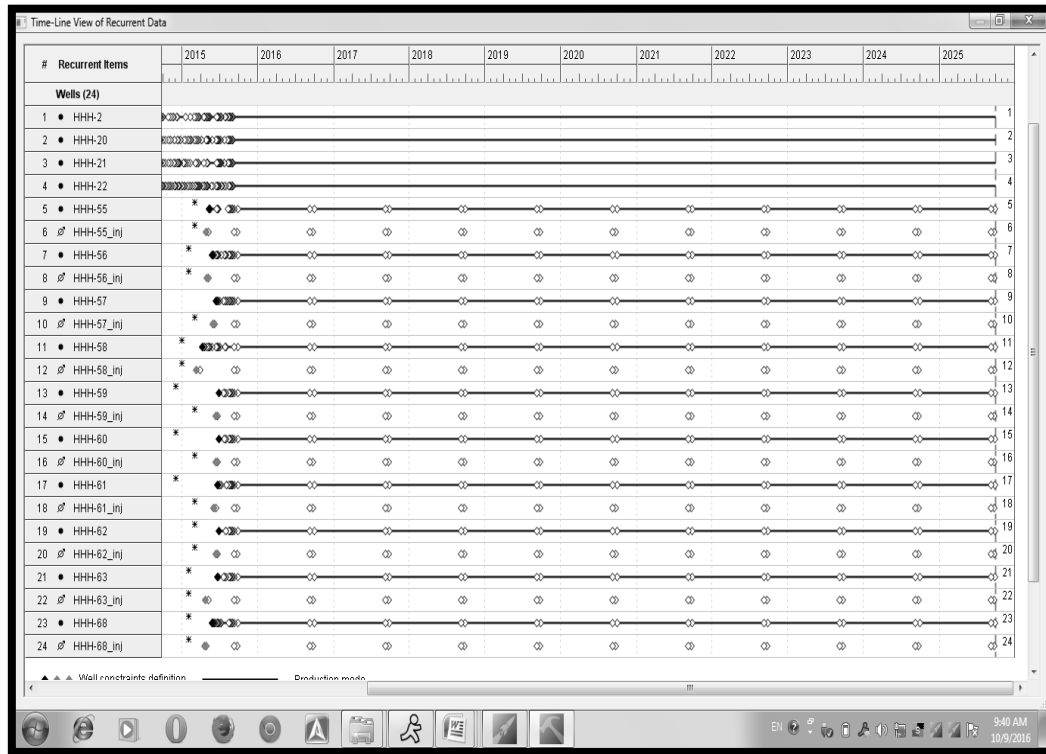 Time-Line View of Recurrent Data
# Recurrent Items 2015 2016 2017 2018 2019 2020 2021 2022 2023 2024 2025
Wells (24)
1 HHH-2 1
2 HHH-20 2
3 HHH-21 3
4 HHH-22 4
5 HHH-55 5
6 HHH-55_inj 6
7 HHH-56 7
8 HHH-56_inj 8
9 HHH-57 9
10 HHH-57_inj 10
11 HHH-58 11
12 HHH-58_inj 12
13 HHH-59 13
14 HHH-59_inj 14
15 HHH-60 15
16 HHH-60_inj 16
17 HHH-61 17
18 HHH-61_inj 18
19 HHH-62 19
20 HHH-62_inj 20
21 HHH-63 21
22 HHH-63_inj 22
23 HHH-68 23
24 HHH-68_inj 24
Well constraints definition Production mode
EN 9:40 AM
10/9/2016